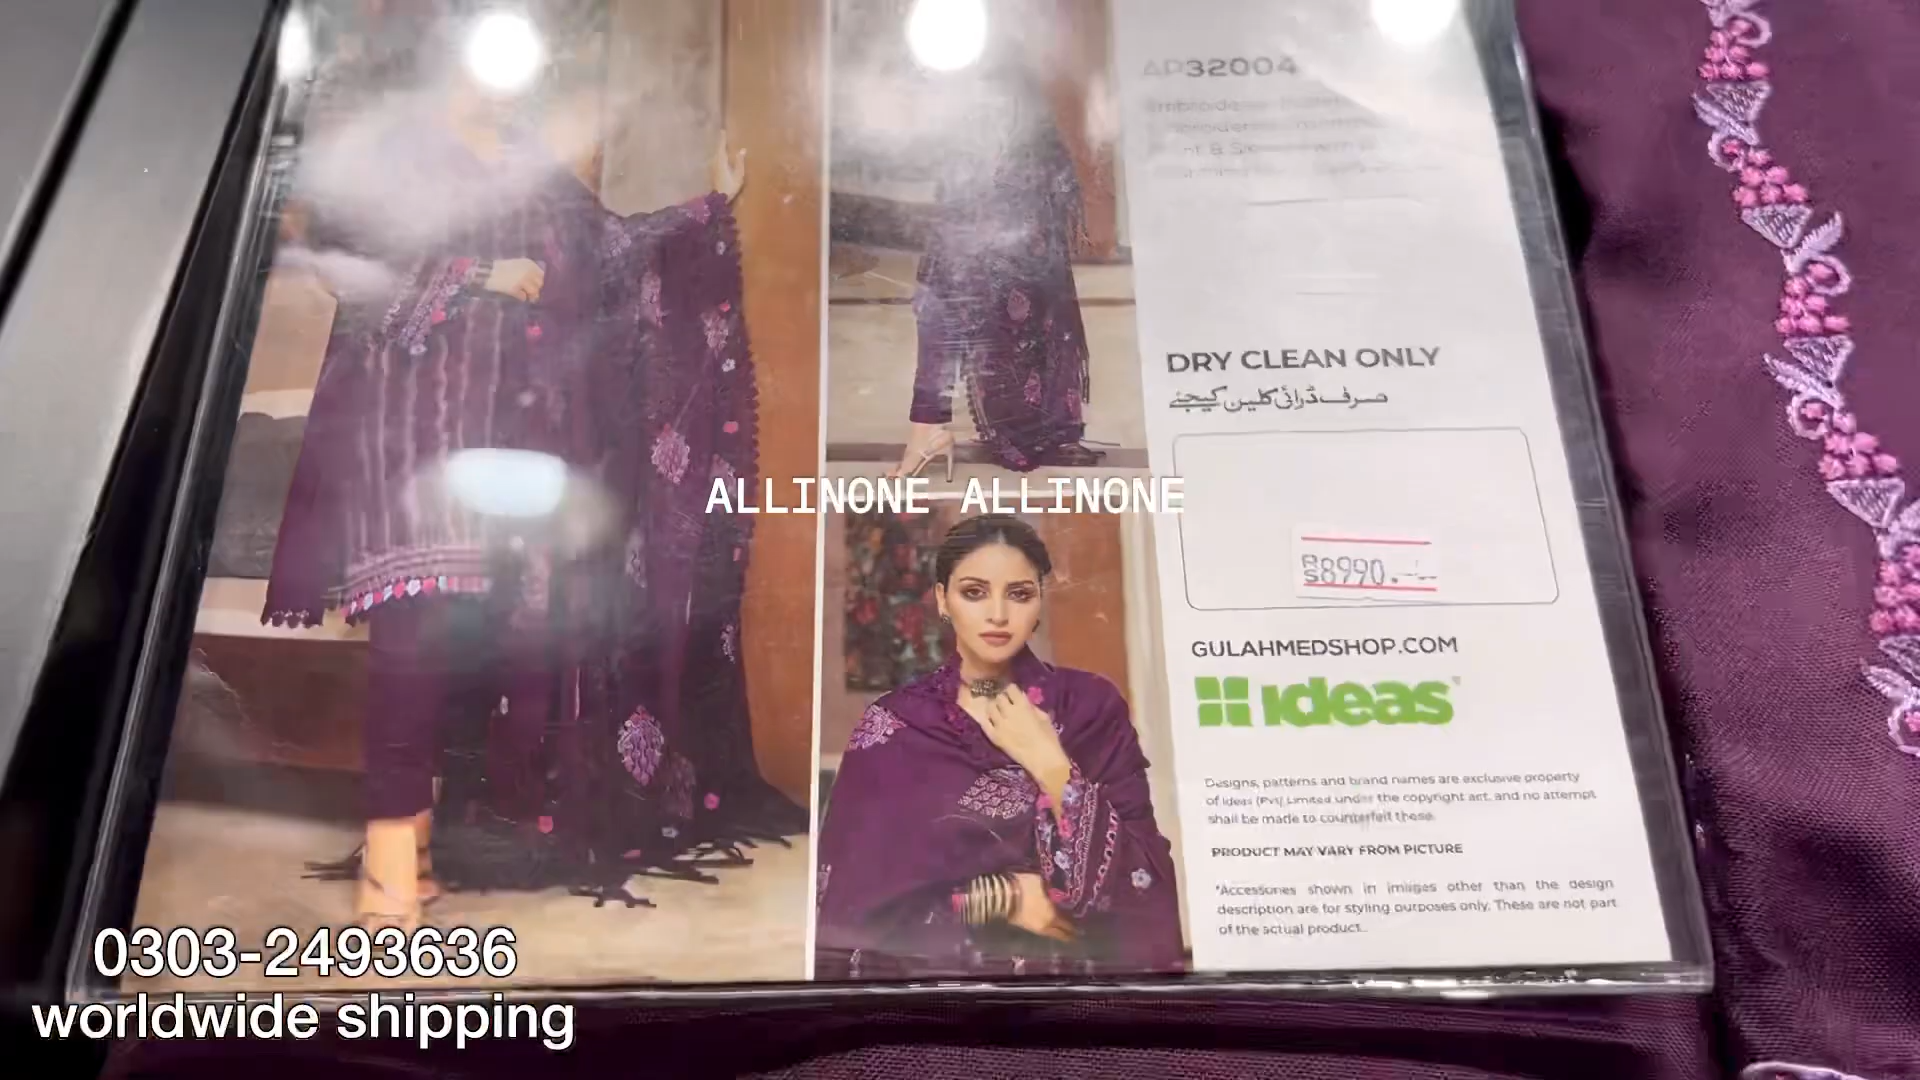 AP32004
DRY CLEAN ONLY
صرف ڈرائی کلین کیجئے
ALLINONE ALLINONE
RS8990.-
GULAHMEDSHOP.COM
ideas
Designs, patterns and brand names are exclusive property
of Ideas (Pvt) Limited under the copyright act, and no attempt
shall be made to counterfeit these.
PRODUCT MAY VARY FROM PICTURE
*Accessories shown in images other than the design
description are for styling purposes only. These are not part
of the actual product.
0303-2493636
worldwide shipping